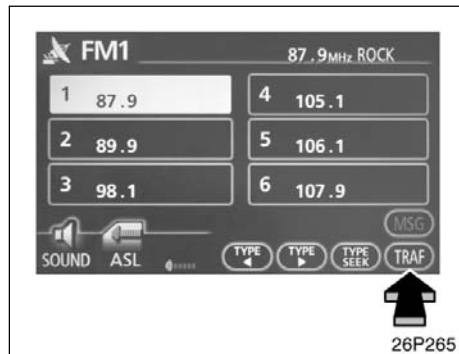 FM1 87.9MHz ROCK
1 87.9
4 105.1
2 89.9
5 106.1
3 98.1
6 107.9
MSG
SOUND ASL TYPE TYPE TYPE SEEK TRAF
26P265